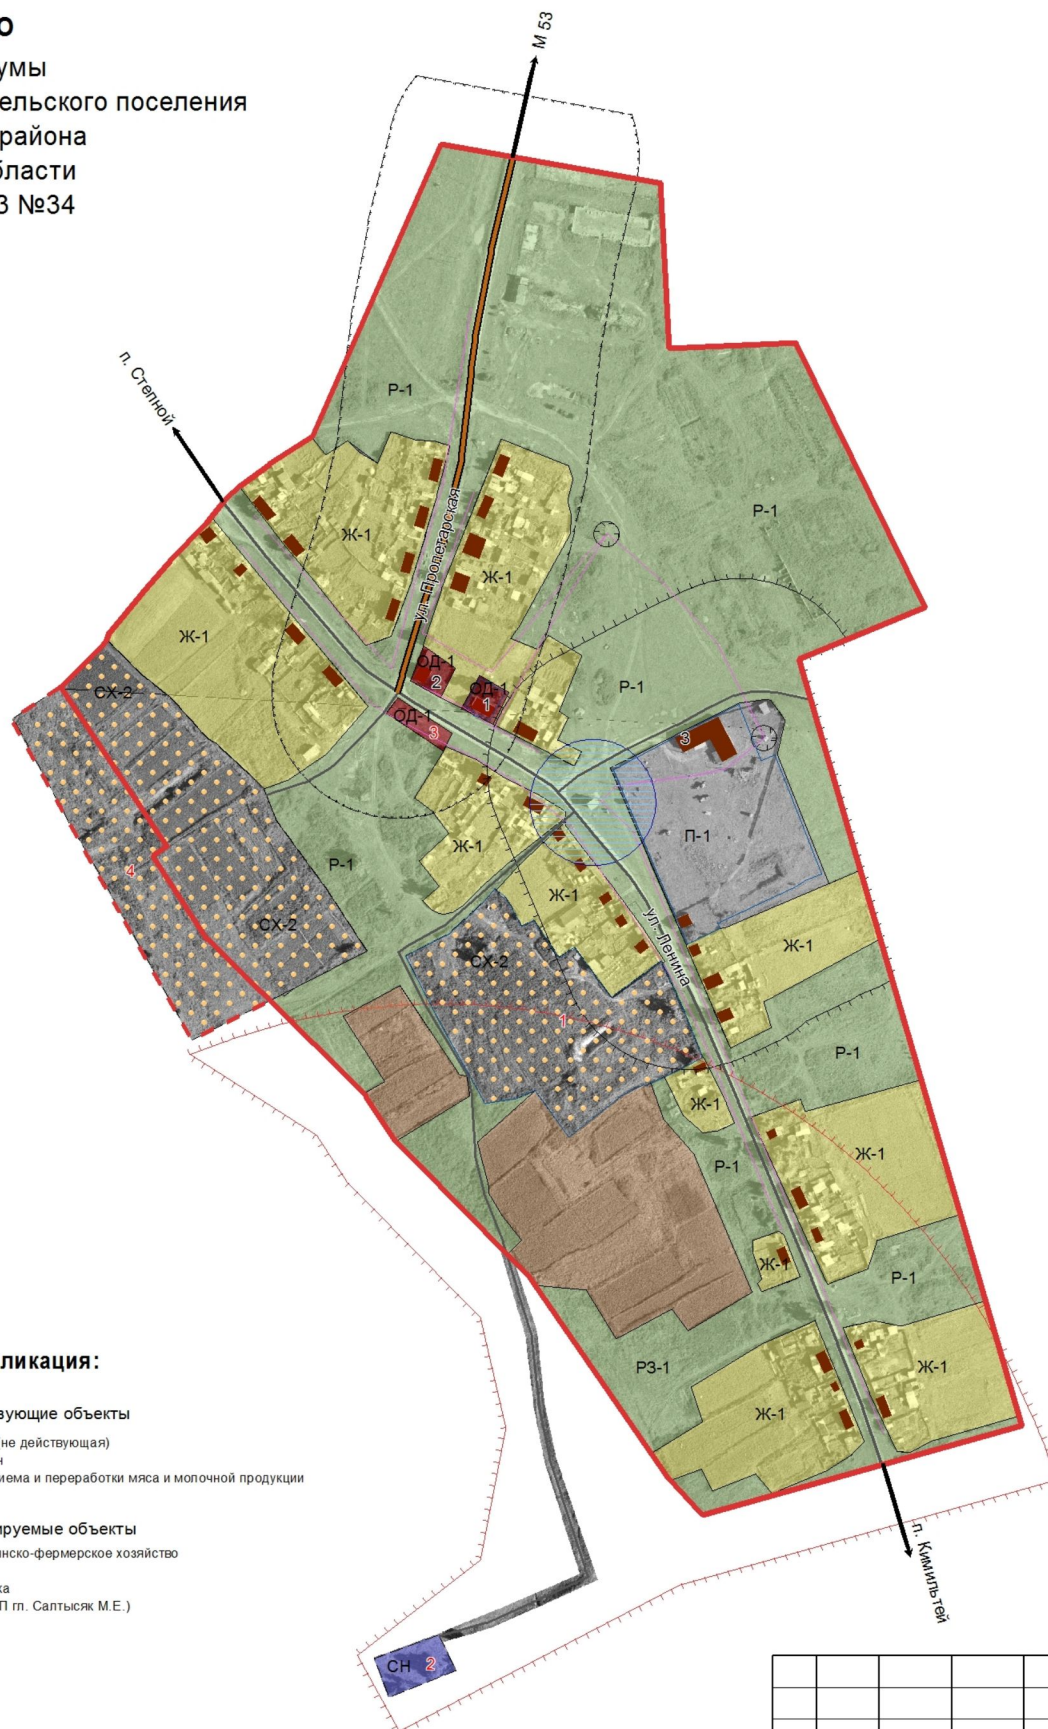 о
умы
ельского поселения
района
бласти
3 №34
М 53
п. Степной
Р-1
Р-1
ул. Пролетарская
Ж-1
Ж-1
Ж-1
ОД-1
2
ОД-1
1
ОД-1
3
Р-1
СХ-2
3
П-1
Ж-1
Р-1
4
Ж-1
СХ-2
ул. Ленина
Ж-1
СХ-2
1
Р-1
Ж-1
Ж-1
Р-1
Ж-1
Р-1
РЗ-1
Ж-1
Ж-1
ликация:
вующие объекты
не действующая)
н
иема и переработки мяса и молочной продукции
ируемые объекты
нско-фермерское хозяйство
ка
П гл. Салтысяк М.Е.)
п. Кимильтей
СН 2